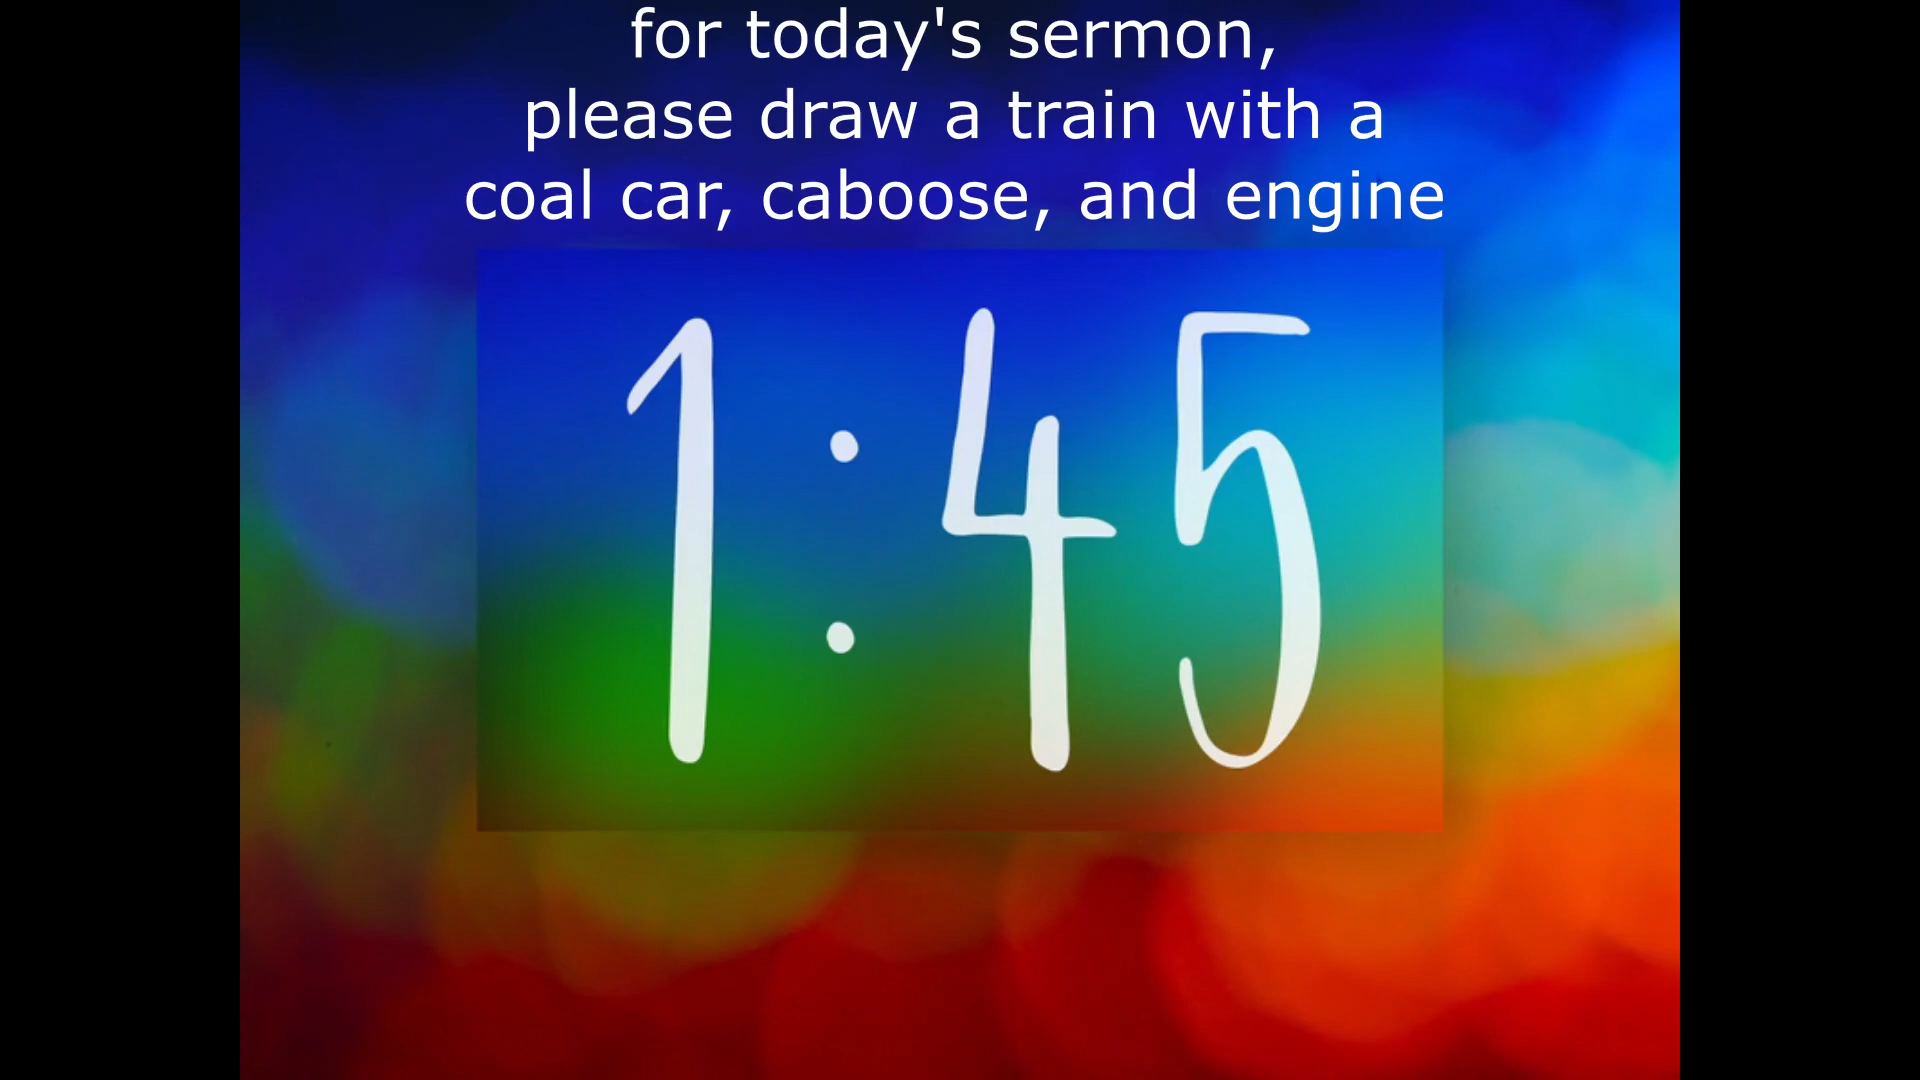 for today's sermon,
please draw a train with a
coal car, caboose, and engine
1:45